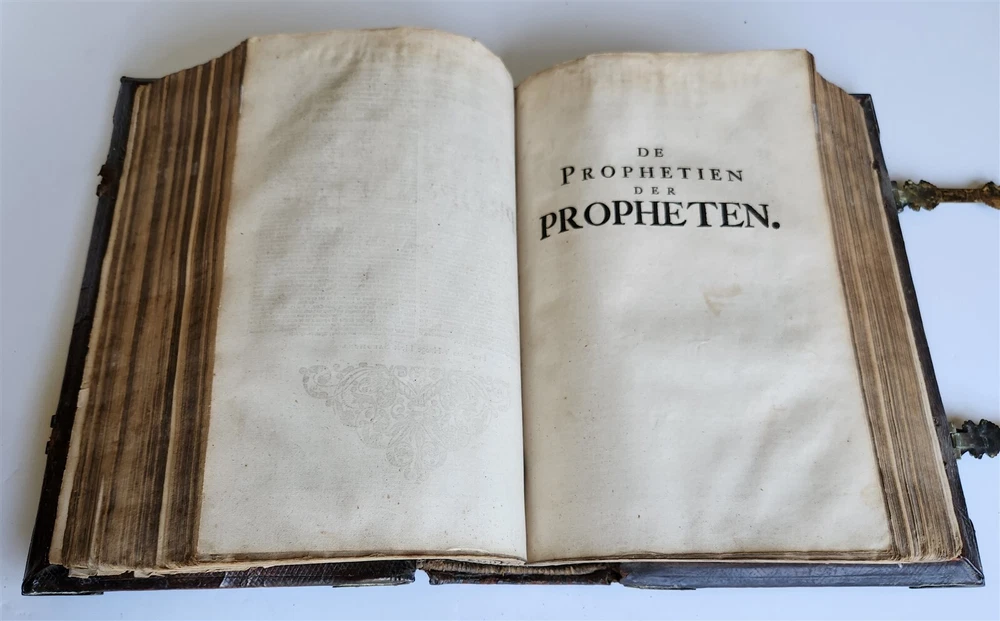 DE
PROPHETIEN
DER
PROPHETEN.